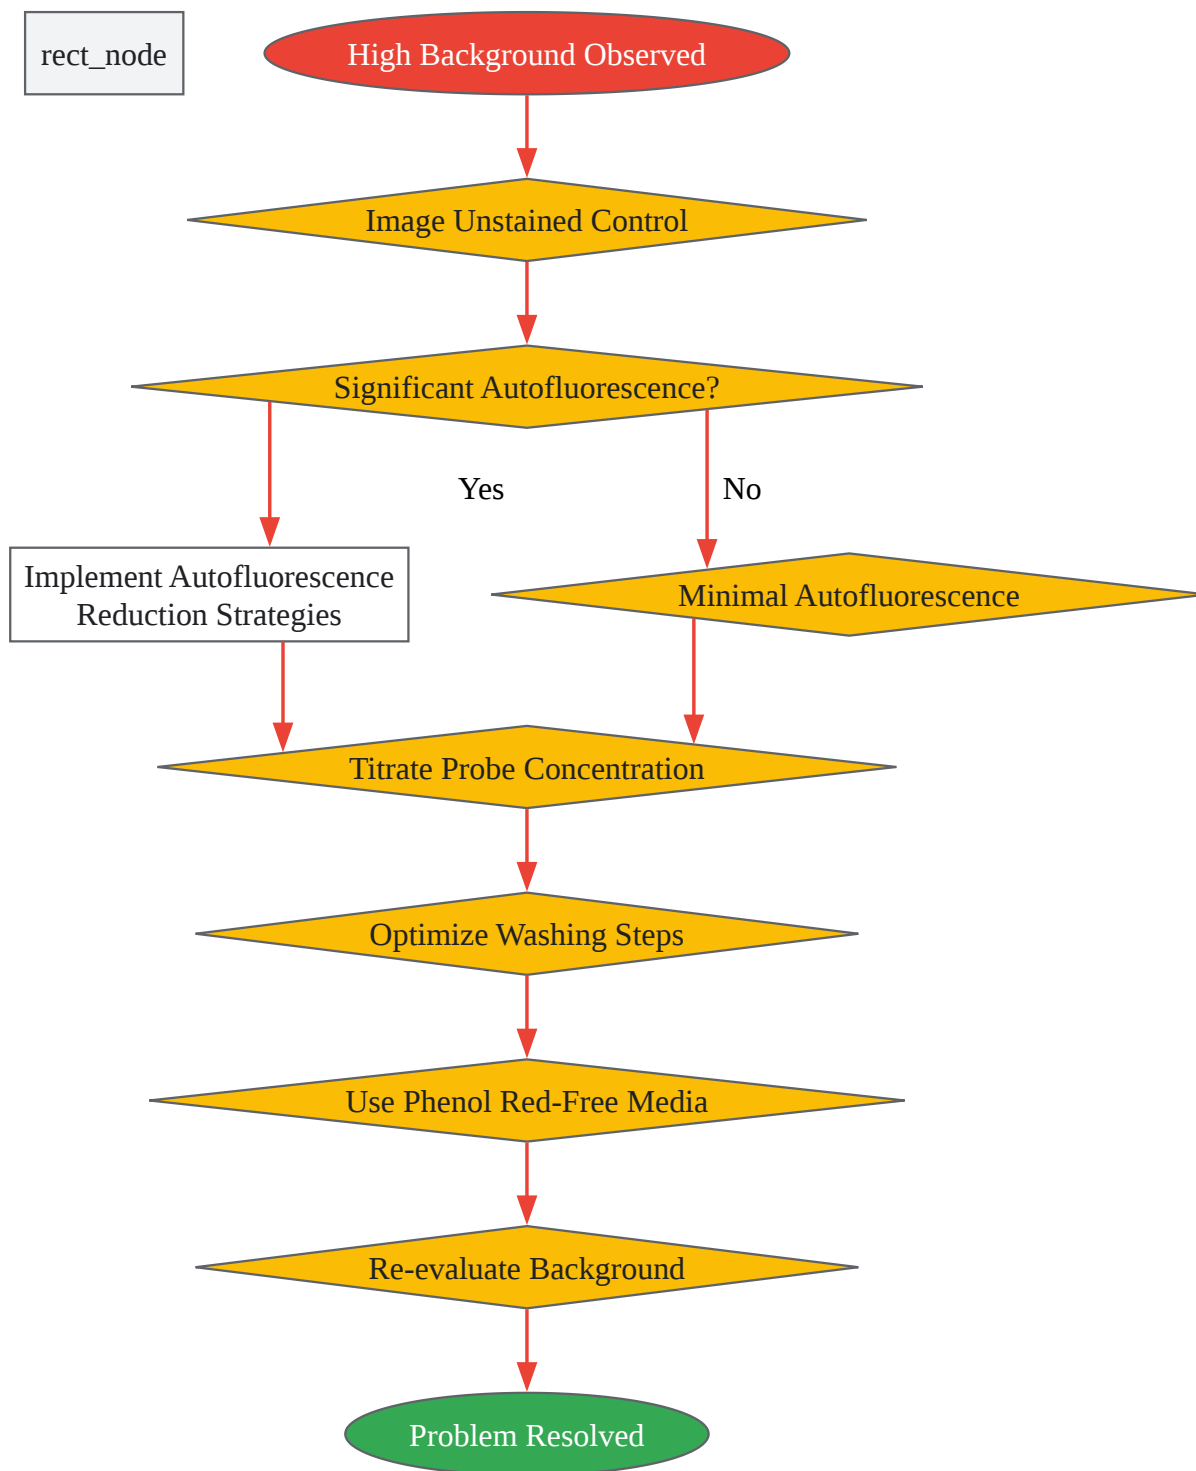 rect_node
High Background Observed
Image Unstained Control
Significant Autofluorescence?
Yes
No
Implement Autofluorescence
Reduction Strategies
Minimal Autofluorescence
Titrate Probe Concentration
Optimize Washing Steps
Use Phenol Red-Free Media
Re-evaluate Background
Problem Resolved